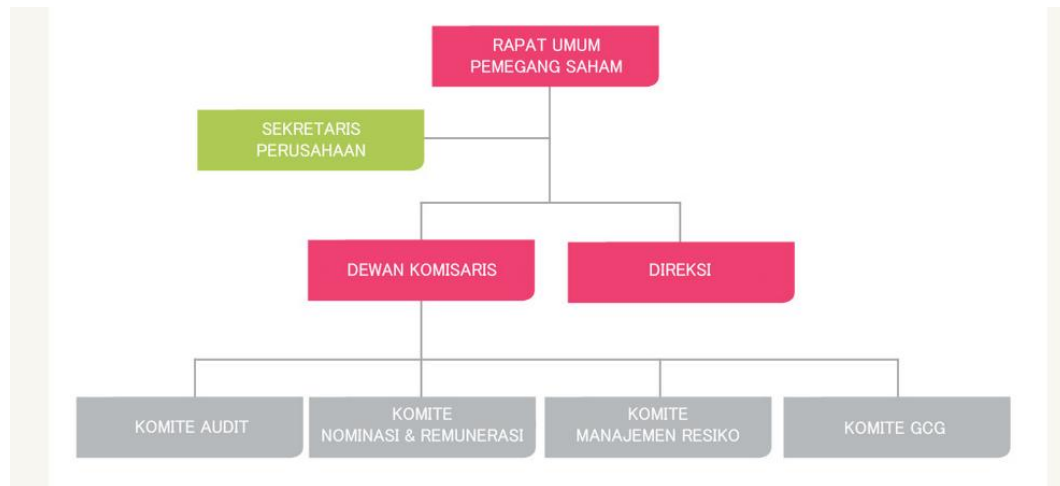 RAPAT UMUM
PEMEGANG SAHAM
SEKRETARIS
PERUSAHAAN
DEWAN KOMISARIS
DIREKSI
KOMITE AUDIT
KOMITE
NOMINASI & REMUNERASI
KOMITE
MANAJEMEN RESIKO
KOMITE GCG